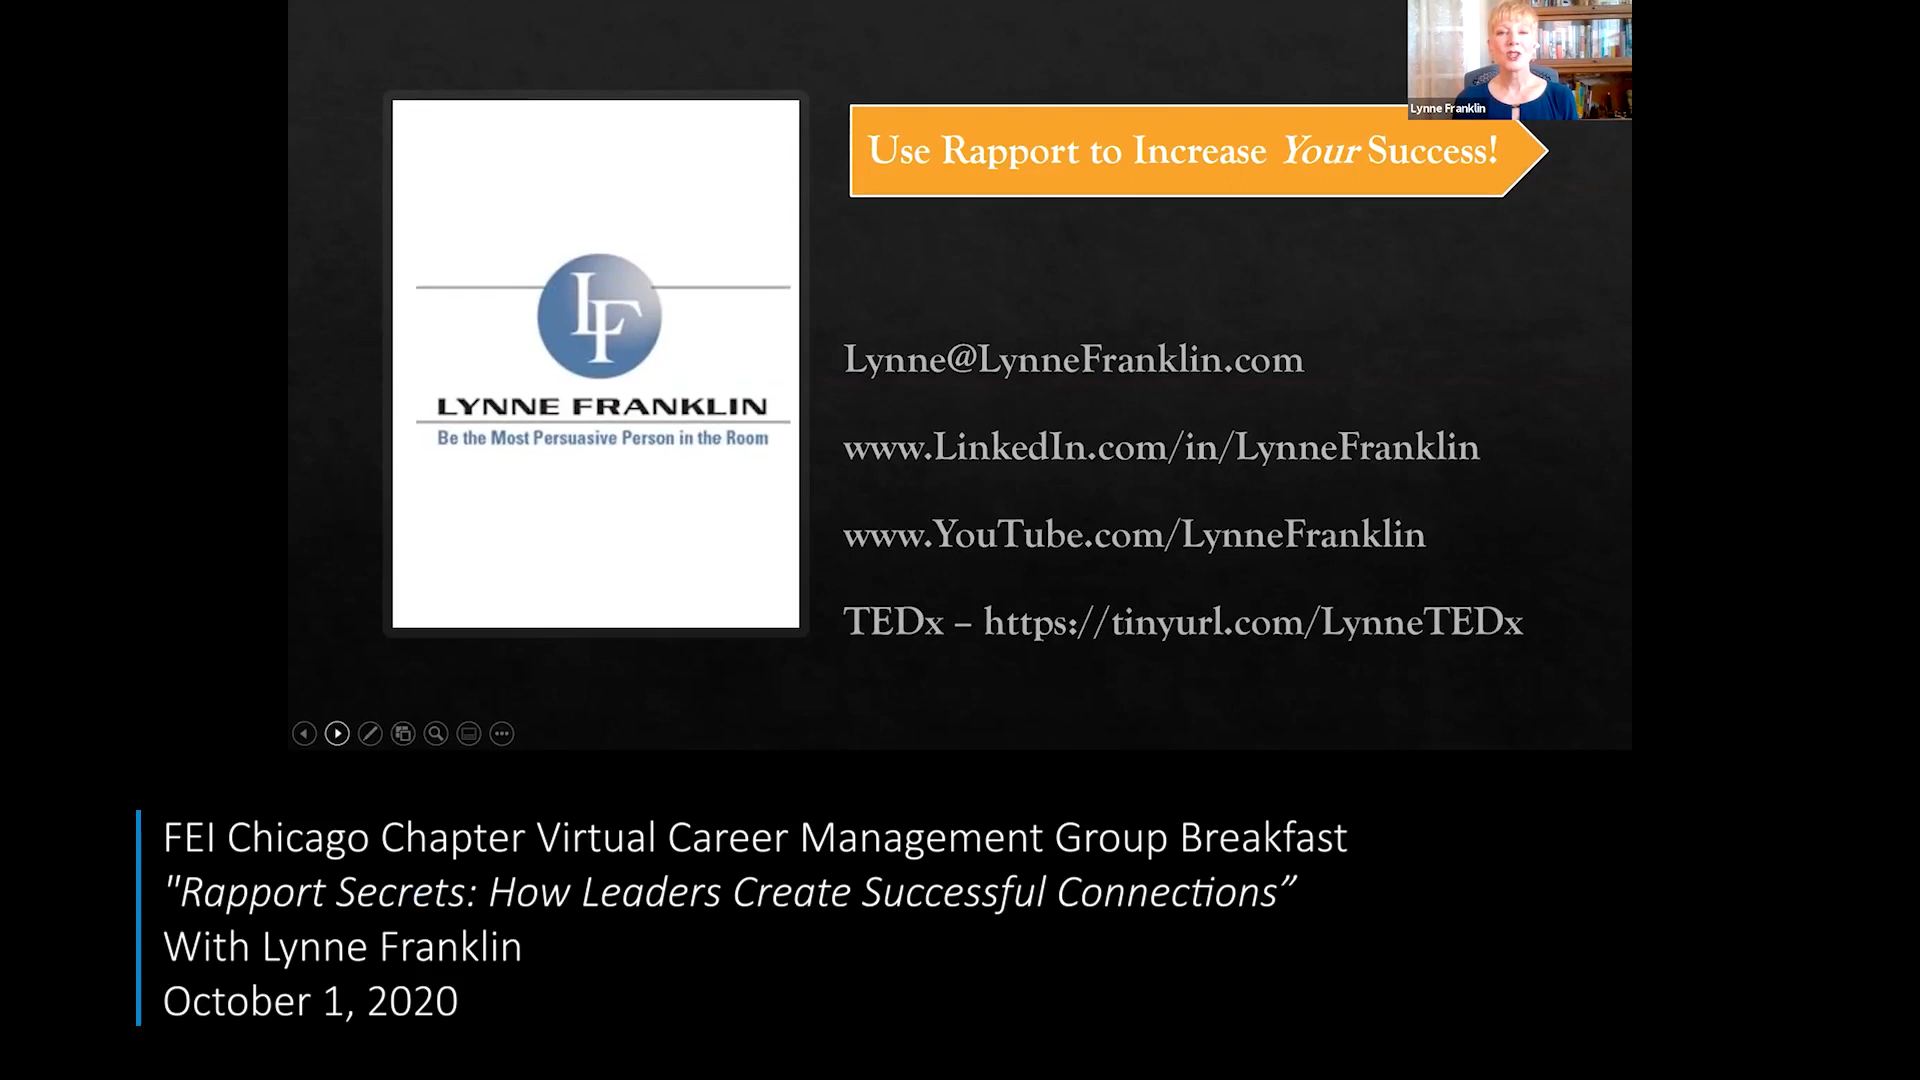 Lynne Franklin
Use Rapport to Increase Your Success!
LF
LYNNE FRANKLIN
Be the Most Persuasive Person in the Room
Lynne@LynneFranklin.com
www.LinkedIn.com/in/LynneFranklin
www.YouTube.com/LynneFranklin
TEDx – https://tinyurl.com/LynneTEDx
FEI Chicago Chapter Virtual Career Management Group Breakfast
"Rapport Secrets: How Leaders Create Successful Connections”
With Lynne Franklin
October 1, 2020